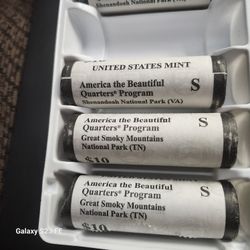 Shenandoah National Park (VA)
$10
UNITED STATES MINT
America the Beautiful
Quarters® Program S
Shenandoah National Park (VA)
America the Beautiful
Quarters® Program S
Great Smoky Mountains
National Park (TN)
$10
America the Beautiful
Quarters® Program S
Great Smoky Mountains
National Park (TN)
$10
Galaxy S23 FE